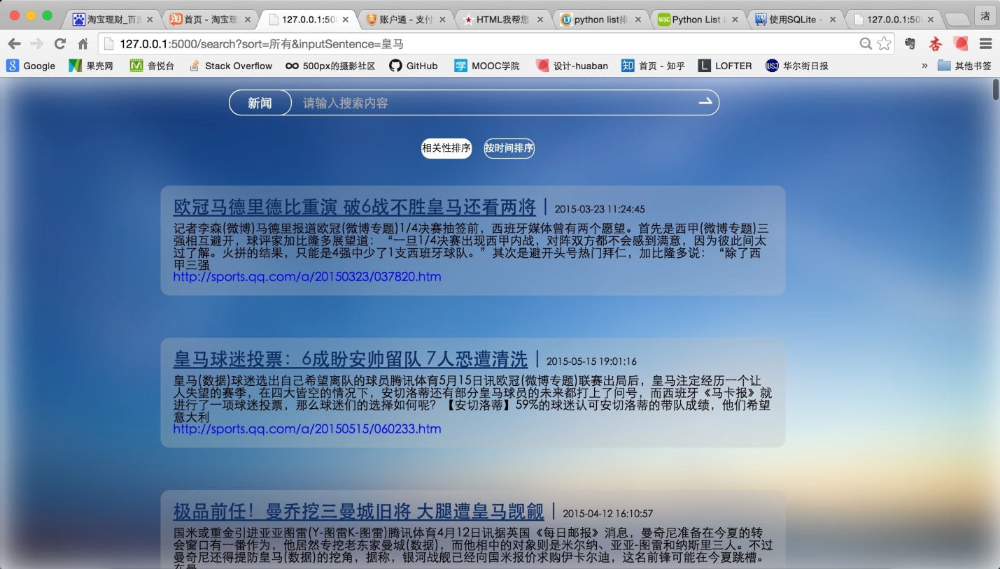 淘宝理财_百
首页 - 淘宝理
127.0.0.1:500
账户通 - 支付
HTML我帮您
python list排
Python List i
使用SQLite -
127.0.0.1:500
渚
127.0.0.1:5000/search?sort=所有&inputSentence=皇马
Google 果壳网 音悦台 Stack Overflow 500px的摄影社区 GitHub MOOC学院 设计-huaban 首页 - 知乎 LOFTER 华尔街日报 » 其他书签
新闻 请输入搜索内容
相关性排序 按时间排序
欧冠马德里德比重演 破6战不胜皇马还看两将 | 2015-03-23 11:24:45
记者李森(微博)马德里报道欧冠(微博专题)1/4决赛抽签前，西班牙媒体曾有两个愿望。首先是西甲(微博专题)三
强相互避开，球评家加比隆多展望道：“一旦1/4决赛出现西甲内战，对阵双方都不会感到满意，因为彼此间太
过了解。火拼的结果，只能是4强中少了1支西班牙球队。”其次是避开头号热门拜仁，加比隆多说：“除了西
甲三强
http://sports.qq.com/a/20150323/037820.htm
皇马球迷投票：6成盼安帅留队 7人恐遭清洗 | 2015-05-15 19:01:16
皇马(数据)球迷选出自己希望离队的球员腾讯体育5月15日讯欧冠(微博专题)联赛出局后，皇马注定经历一个让
人失望的赛季，在四大皆空的情况下，安切洛蒂还有部分皇马球员的未来都打上了问号，而西班牙《马卡报》就
进行了一项球迷投票，那么球迷们的选择如何呢？【安切洛蒂】59%的球迷认可安切洛蒂的带队成绩，他们希望
意大利
http://sports.qq.com/a/20150515/060233.htm
极品前任！曼乔挖三曼城旧将 大腿遭皇马觊觎 | 2015-04-12 16:10:57
国米或重金引进亚亚图雷(Y-图雷K-图雷)腾讯体育4月12日讯据英国《每日邮报》消息，曼奇尼准备在今夏的转
会窗口有一番作为，他居然专挖老东家曼城(数据)，而他相中的对象则是米尔纳、亚亚-图雷和纳斯里三人。不过
曼奇尼还得提防皇马(数据)的挖角，据称，银河战舰已经向国米报价求购伊卡尔迪，这名前锋可能在今夏跳槽。